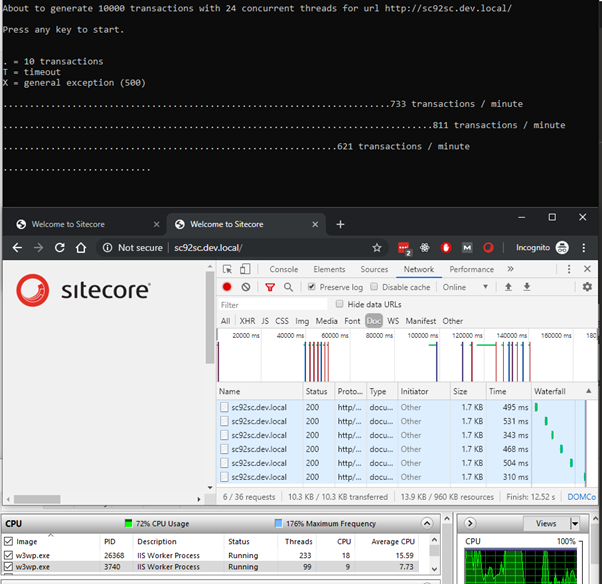 About to generate 10000 transactions with 24 concurrent threads for url http://sc92sc.dev.local/
Press any key to start.
. = 10 transactions
T = timeout
X = general exception (500)
.........................................................................733 transactions / minute
.................................................................................811 transactions / minute
...............................................................621 transactions / minute
............................
Welcome to Sitecore
Welcome to Sitecore
Not secure | sc92sc.dev.local/
2
Incognito
sitecore
Console Elements Sources Network Performance »
Preserve log Disable cache Online
Filter Hide data URLs
All XHR JS CSS Img Media Font Doc WS Manifest Other
20000 ms 40000 ms 60000 ms 80000 ms 100000 ms 120000 ms 140000 ms 160000 ms
Name Status Proto... Type Initiator Size Time Waterfall
sc92sc.dev.local 200 http/... docu... Other 1.7 KB 495 ms
sc92sc.dev.local 200 http/... docu... Other 1.7 KB 531 ms
sc92sc.dev.local 200 http/... docu... Other 1.7 KB 343 ms
sc92sc.dev.local 200 http/... docu... Other 1.7 KB 468 ms
sc92sc.dev.local 200 http/... docu... Other 1.7 KB 504 ms
sc92sc.dev.local 200 http/... docu... Other 1.7 KB 310 ms
6 / 36 requests 10.3 KB / 10.3 KB transferred 13.9 KB / 960 KB resources Finish: 12.52 s DOMCo
CPU 72% CPU Usage 176% Maximum Frequency
Views
Image PID Description Status Threads CPU Average CPU
w3wp.exe 26368 IIS Worker Process Running 233 18 15.59
w3wp.exe 3740 IIS Worker Process Running 99 9 7.73
CPU 100%